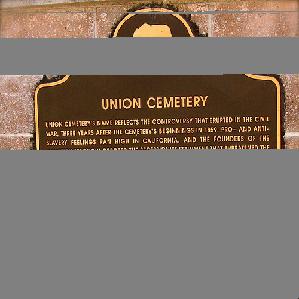 UNION CEMETERY
UNION CEMETERY'S NAME REFLECTS THE CONTROVERSY THAT ERUPTED IN THE CIVIL
WAR. THREE YEARS AFTER THE CEMETERY'S BEGINNINGS IN 1859, PRO– AND ANTI–
SLAVERY FEELINGS RAN HIGH IN CALIFORNIA, AND THE FOUNDERS OF THE
THE